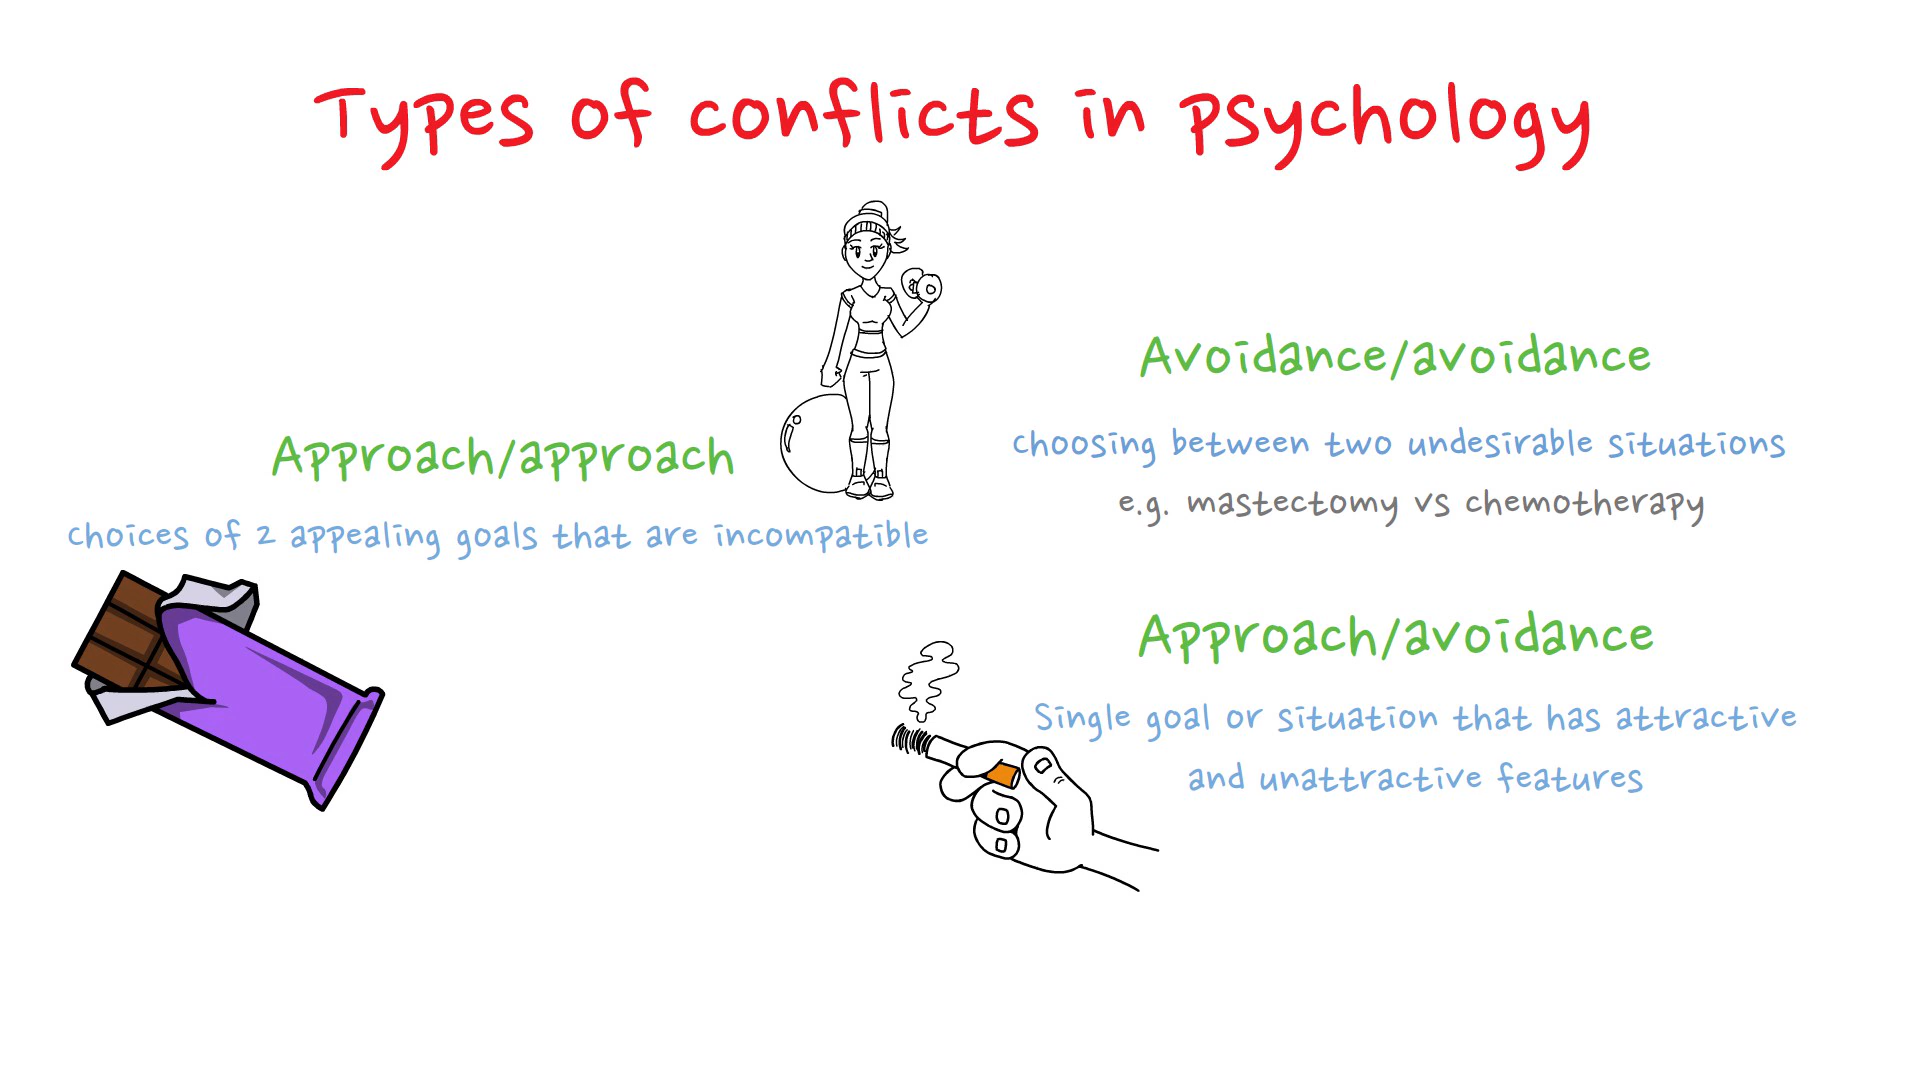 Types of conflicts in psychology
Approach/approach
choices of 2 appealing goals that are incompatible
Avoidance/avoidance
choosing between two undesirable situations
e.g. mastectomy vs chemotherapy
Approach/avoidance
Single goal or situation that has attractive
and unattractive features